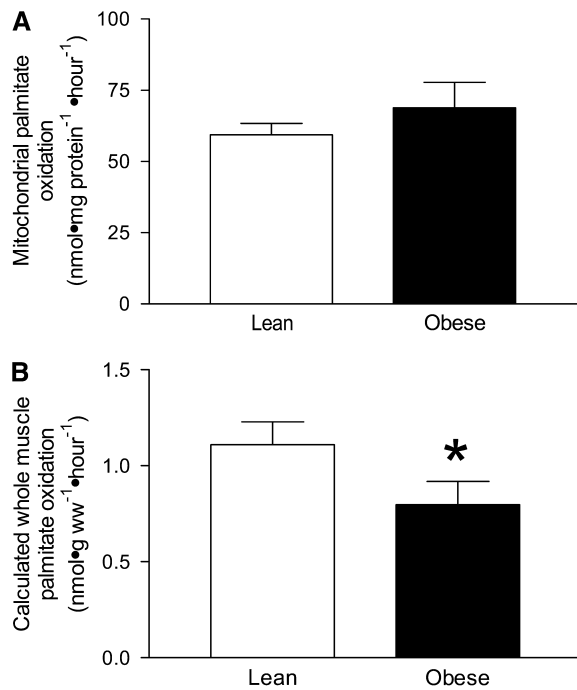 A
Mitochondrial palmitate
oxidation
(nmol•mg protein⁻¹ •hour⁻¹)
100
75
50
25
0
Lean Obese
B
Calculated whole muscle
palmitate oxidation
(nmol•g ww⁻¹•hour⁻¹)
1.5
1.0
0.5
0.0
*
Lean Obese